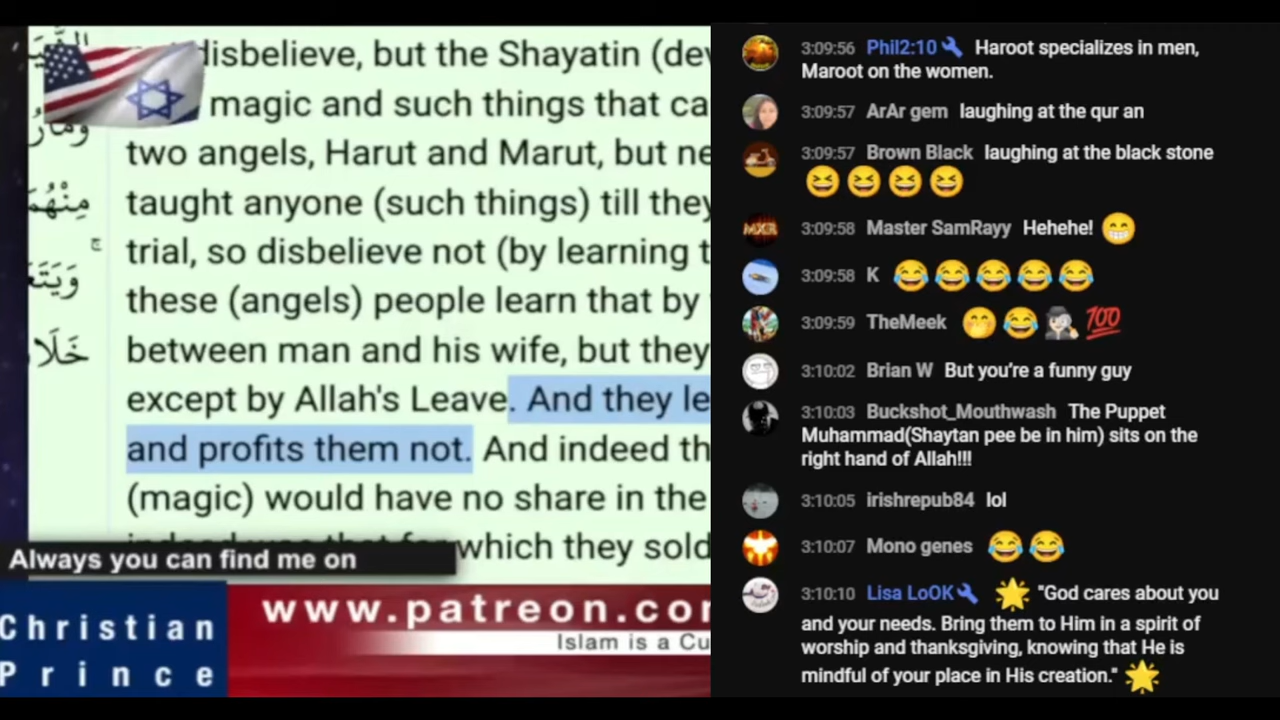 disbelieve, but the Shayatin (dev
magic and such things that ca
two angels, Harut and Marut, but ne
taught anyone (such things) till they
trial, so disbelieve not (by learning t
these (angels) people learn that by
between man and his wife, but they
except by Allah's Leave. And they le
and profits them not. And indeed th
(magic) would have no share in the
indeed was that for which they sold
وَمَارُ
مِنْهُمَ
وَيَتَعَ
خَلَا
Always you can find me on
Christian
Prince
www.patreon.cor
Islam is a Cu
3:09:56 Phil2:10 Haroot specializes in men,
Maroot on the women.
3:09:57 ArAr gem laughing at the qur an
3:09:57 Brown Black laughing at the black stone
😆😆😆😆
MXR
3:09:58 Master SamRayy Hehehe! 😁
3:09:58 K 😂😂😂😂😂
3:09:59 TheMeek 🤭😂🕵🏻‍♀️💯
3:10:02 Brian W But you're a funny guy
3:10:03 Buckshot_Mouthwash The Puppet
Muhammad(Shaytan pee be in him) sits on the
right hand of Allah!!!
3:10:05 irishrepub84 lol
3:10:07 Mono genes 😂😂
3:10:10 Lisa LoOK 🌟 "God cares about you
and your needs. Bring them to Him in a spirit of
worship and thanksgiving, knowing that He is
mindful of your place in His creation." 🌟